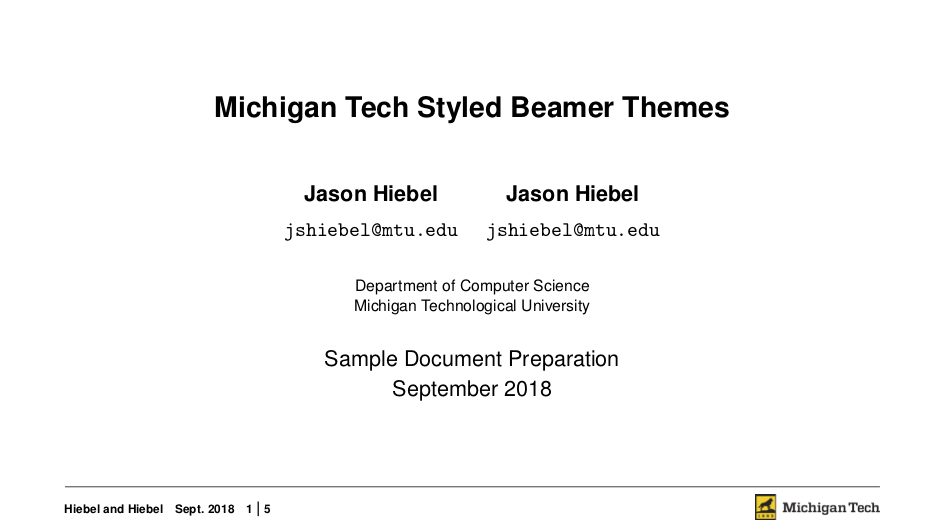 Michigan Tech Styled Beamer Themes
Jason Hiebel Jason Hiebel
jshiebel@mtu.edu jshiebel@mtu.edu
Department of Computer Science
Michigan Technological University
Sample Document Preparation
September 2018
Hiebel and Hiebel Sept. 2018 1 | 5
Michigan Tech